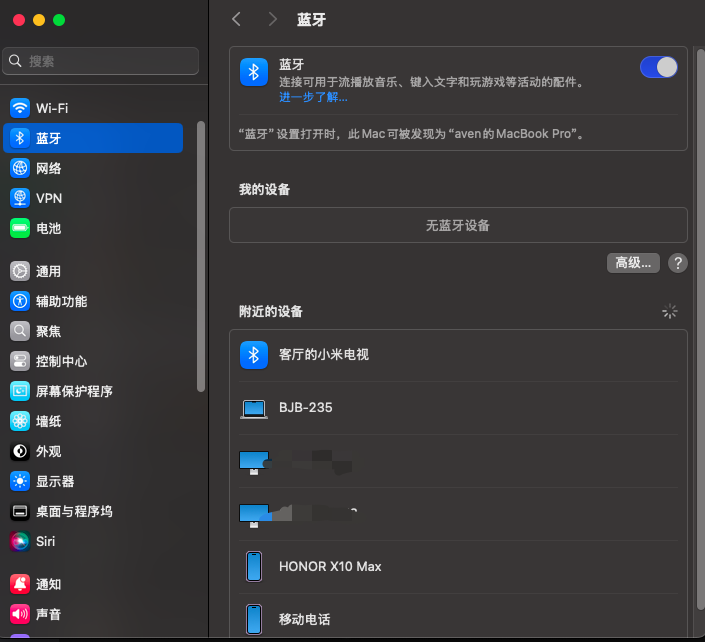 蓝牙
搜索
蓝牙
连接可用于流播放音乐、键入文字和玩游戏等活动的配件。
进一步了解...
“蓝牙”设置打开时，此 Mac 可被发现为 “aven的MacBook Pro”。
Wi-Fi
蓝牙
网络
VPN
电池
通用
辅助功能
聚焦
控制中心
屏幕保护程序
墙纸
外观
显示器
桌面与程序坞
Siri
通知
声音
我的设备
无蓝牙设备
高级...
?
附近的设备
客厅的小米电视
BJB-235
HONOR X10 Max
移动电话